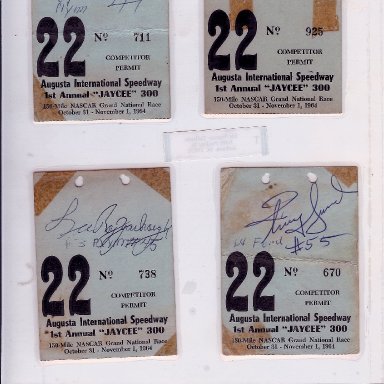 22 Nº 711
COMPETITOR
PERMIT
Augusta International Speedway
1st Annual "JAYCEE" 300
150-Mile NASCAR Grand National Race
October 31 - November 1, 1964
22 Nº 925
COMPETITOR
PERMIT
Augusta International Speedway
1st Annual "JAYCEE" 300
150-Mile NASCAR Grand National Race
October 31 - November 1, 1964
22 Nº 738
COMPETITOR
PERMIT
Augusta International Speedway
1st Annual "JAYCEE" 300
150-Mile NASCAR Grand National Race
October 31 - November 1, 1964
64 Ford #55
22 Nº 670
COMPETITOR
PERMIT
Augusta International Speedway
1st Annual "JAYCEE" 300
150-Mile NASCAR Grand National Race
October 31 - November 1, 1964